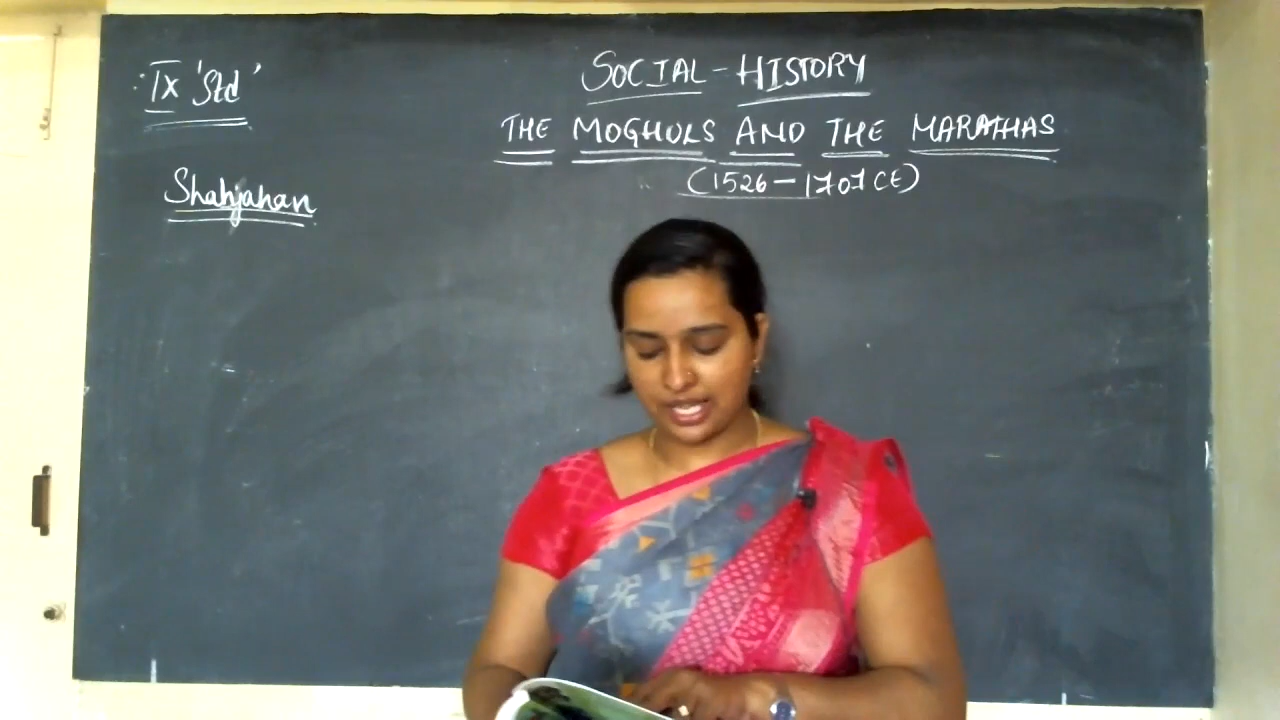 IX 'Std'
SOCIAL - HISTORY
THE MOGHULS AND THE MARATHAS
(1526 - 1707 CE)
Shahjahan